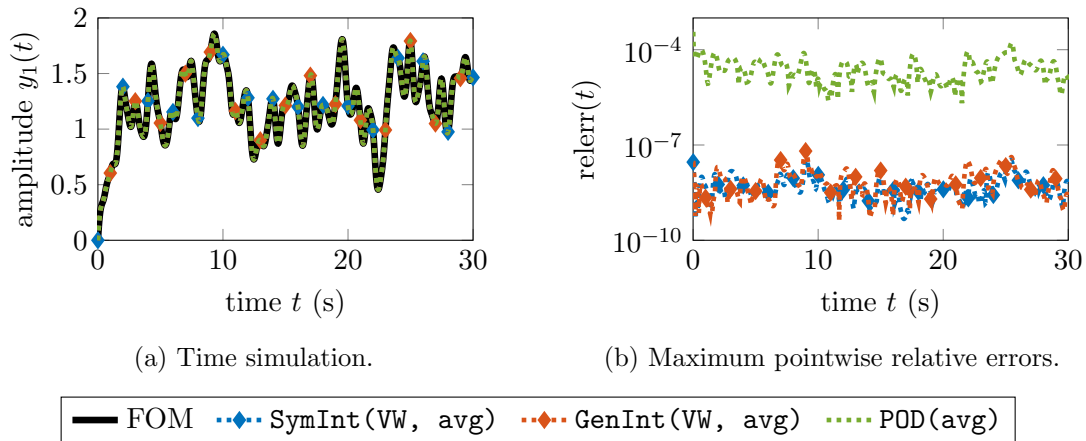 amplitude y₁(t)
2
1.5
1
0.5
0
0 10 20 30
time t (s)
(a) Time simulation.
relerr(t)
10⁻⁴
10⁻⁷
10⁻¹⁰
0 10 20 30
time t (s)
(b) Maximum pointwise relative errors.
FOM SymInt(VW, avg) GenInt(VW, avg) POD(avg)